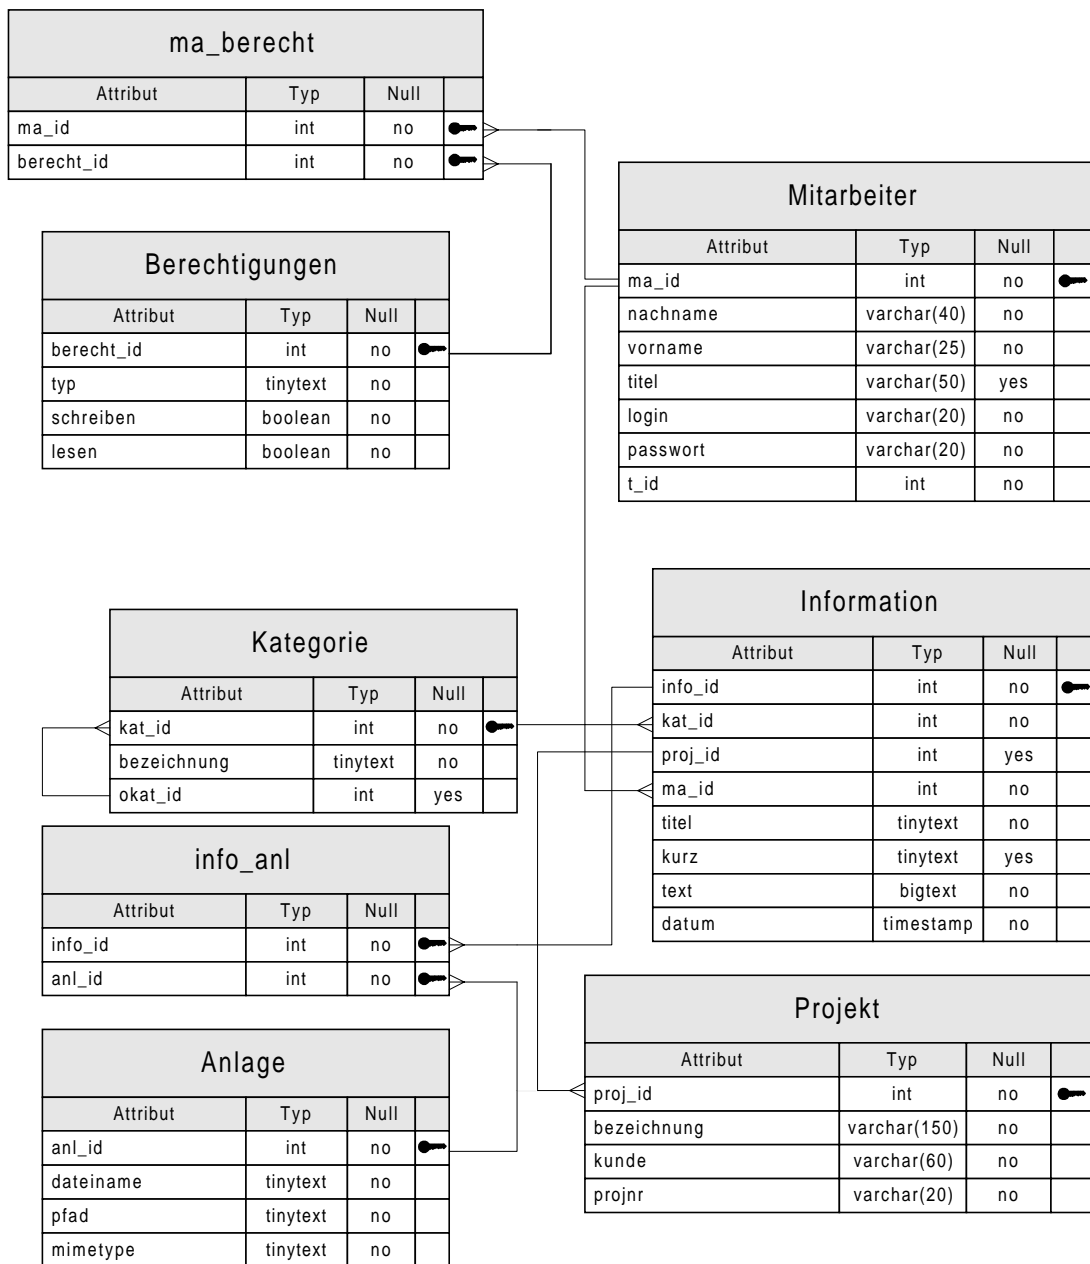 ma_berecht
Attribut Typ Null
ma_id int no
berecht_id int no
Berechtigungen
Attribut Typ Null
berecht_id int no
typ tinytext no
schreiben boolean no
lesen boolean no
Mitarbeiter
Attribut Typ Null
ma_id int no
nachname varchar(40) no
vorname varchar(25) no
titel varchar(50) yes
login varchar(20) no
passwort varchar(20) no
t_id int no
Kategorie
Attribut Typ Null
kat_id int no
bezeichnung tinytext no
okat_id int yes
Information
Attribut Typ Null
info_id int no
kat_id int no
proj_id int yes
ma_id int no
titel tinytext no
kurz tinytext yes
text bigtext no
datum timestamp no
info_anl
Attribut Typ Null
info_id int no
anl_id int no
Anlage
Attribut Typ Null
anl_id int no
dateiname tinytext no
pfad tinytext no
mimetype tinytext no
Projekt
Attribut Typ Null
proj_id int no
bezeichnung varchar(150) no
kunde varchar(60) no
projnr varchar(20) no